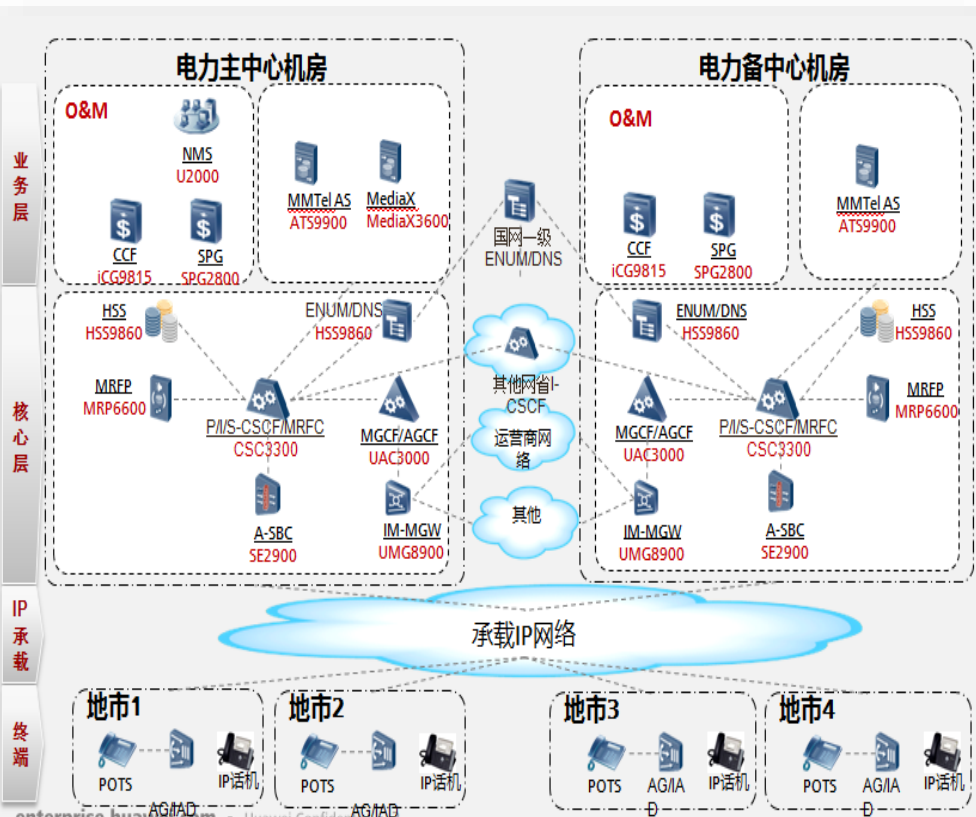 电力主中心机房
电力备中心机房
业务层
O&M
NMS
U2000
CCF
iCG9815
SPG
SPG2800
MMTel AS
ATS9900
MediaX
MediaX3600
国网一级
ENUM/DNS
O&M
CCF
iCG9815
SPG
SPG2800
MMTel AS
ATS9900
核心层
HSS
HSS9860
ENUM/DNS
HSS9860
MRFP
MRP6600
P/I/S-CSCF/MRFC
CSC3300
MGCF/AGCF
UAC3000
A-SBC
SE2900
IM-MGW
UMG8900
其他网省I-
CSCF
运营商网
络
其他
ENUM/DNS
HSS9860
HSS
HSS9860
MGCF/AGCF
UAC3000
P/I/S-CSCF/MRFC
CSC3300
MRFP
MRP6600
IM-MGW
UMG8900
A-SBC
SE2900
IP承载
承载IP网络
终端
地市1
POTS
AG/IAD
IP话机
地市2
POTS
AG/IAD
IP话机
地市3
POTS
AG/IA
D
IP话机
地市4
POTS
AG/IA
D
IP话机